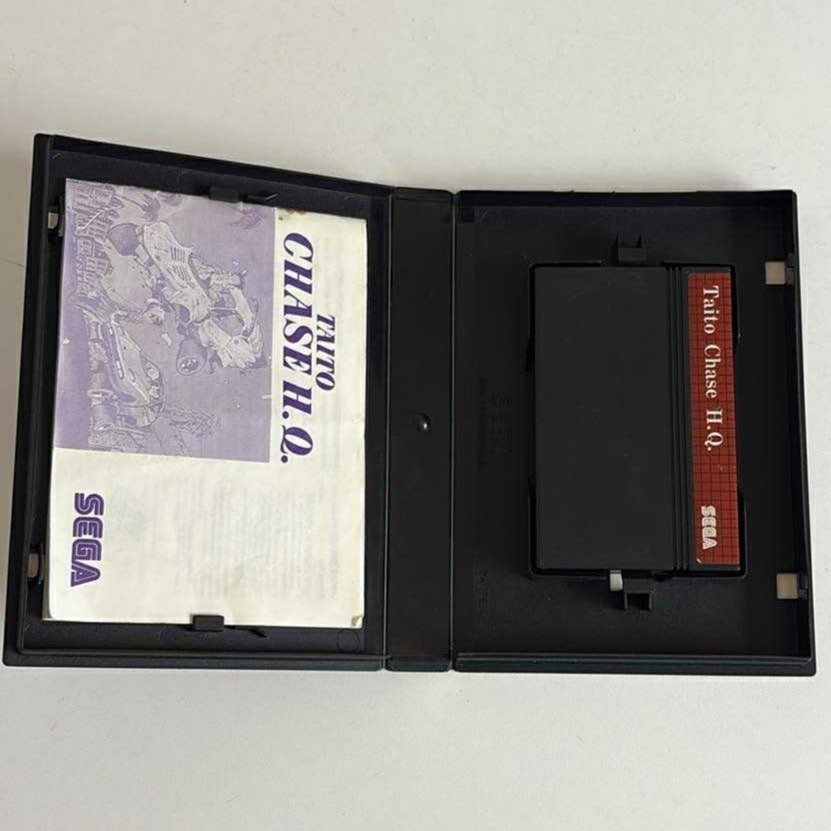 TAITO
CHASE H.Q.
SEGA
Taito Chase H.Q.
SEGA